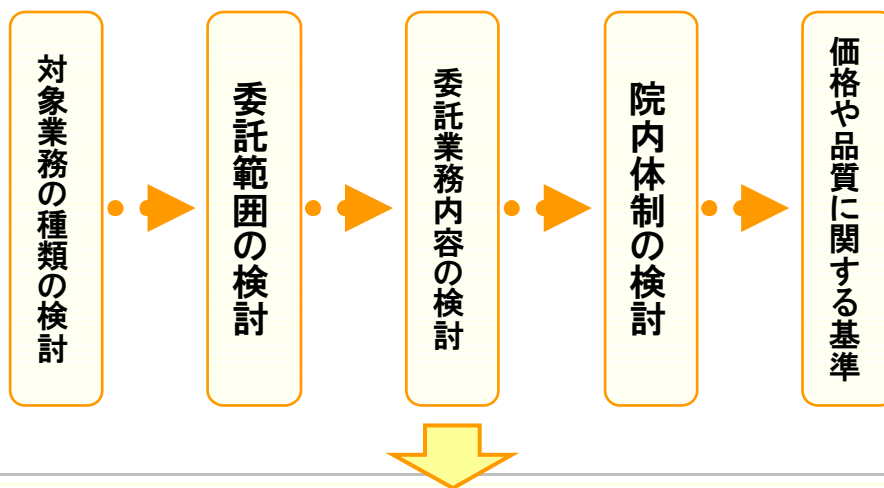 対象業務の種類の検討
委託範囲の検討
委託業務内容の検討
院内体制の検討
価格や品質に関する基準